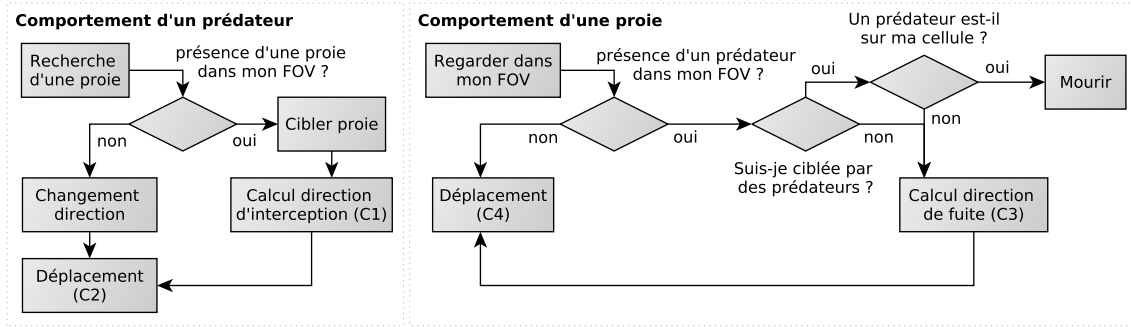 Comportement d'un prédateur
Recherche
d'une proie
présence d'une proie
dans mon FOV ?
non
oui
Cibler proie
Changement
direction
Calcul direction
d'interception (C1)
Déplacement
(C2)
Comportement d'une proie
Regarder dans
mon FOV
présence d'un prédateur
dans mon FOV ?
non
oui
Suis-je ciblée par
des prédateurs ?
oui
non
Un prédateur est-il
sur ma cellule ?
oui
non
Mourir
Déplacement
(C4)
Calcul direction
de fuite (C3)